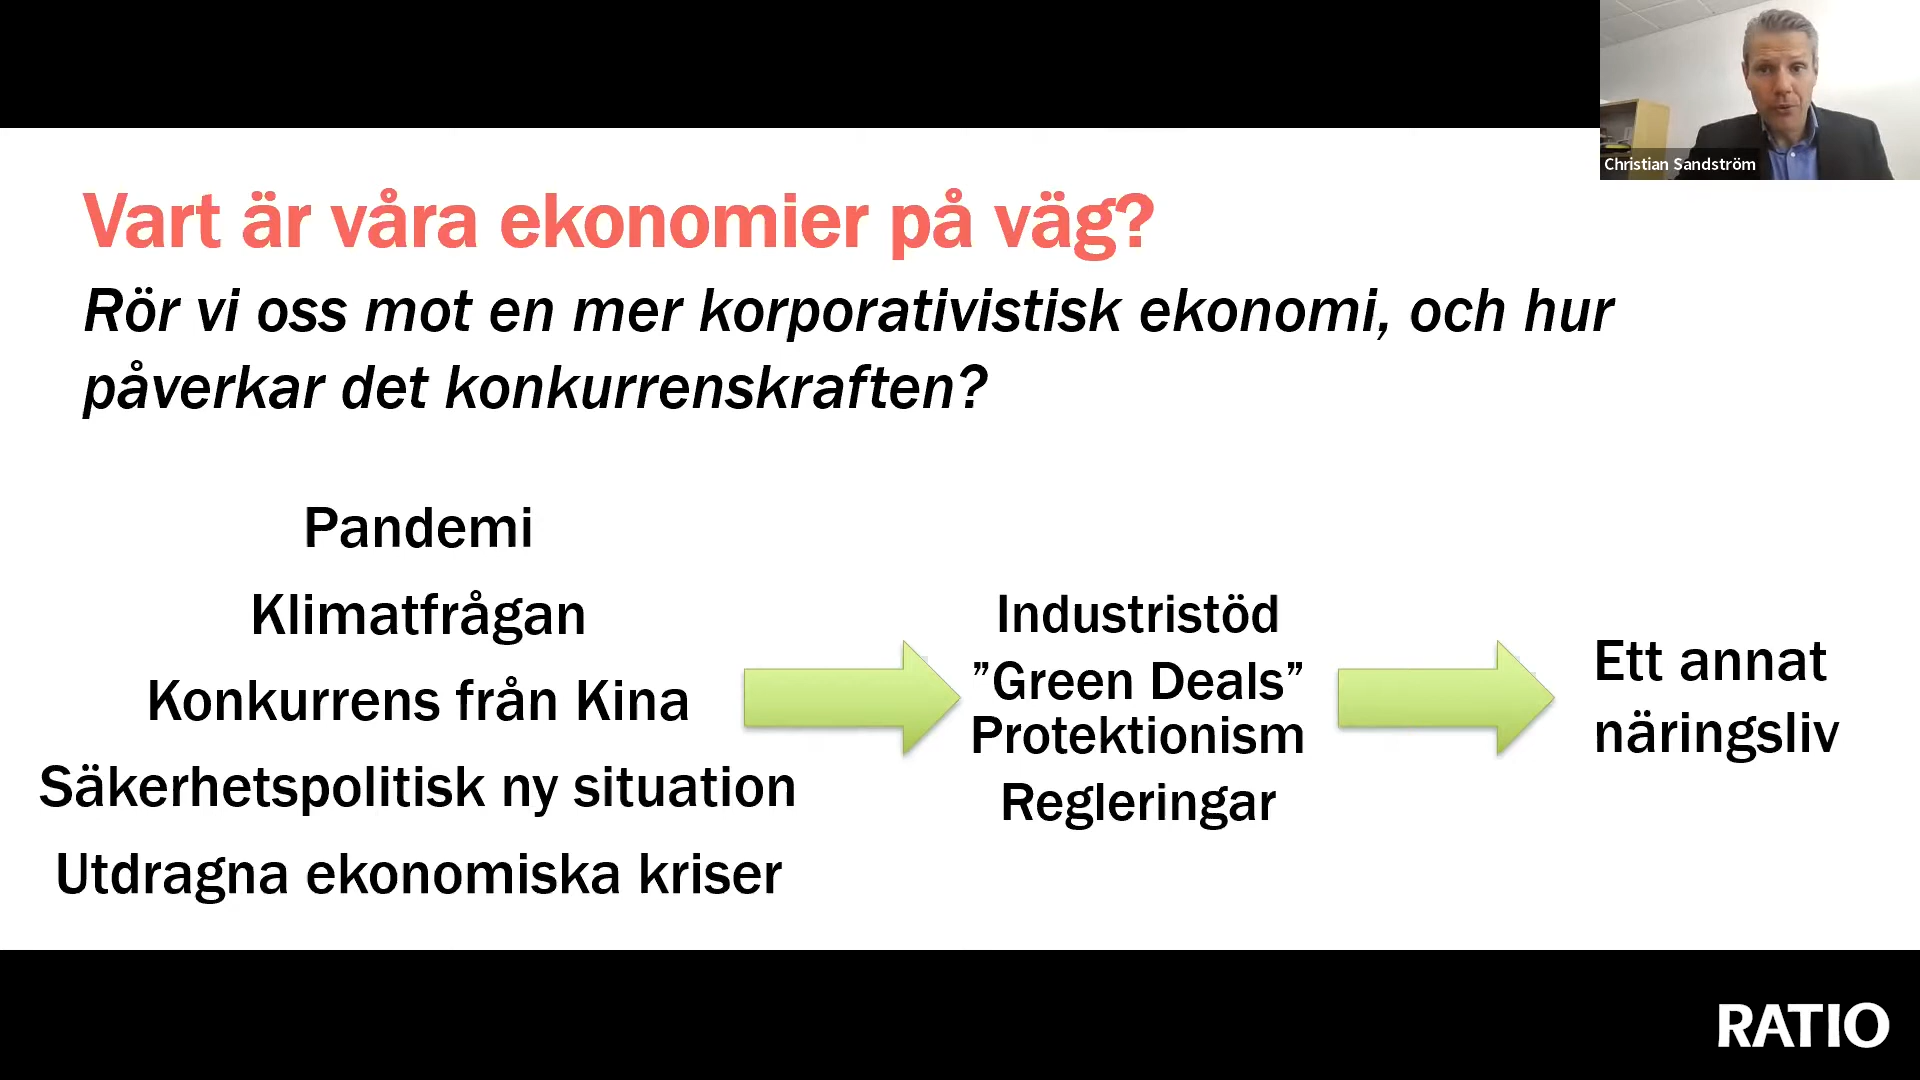 Christian Sandström
Vart är våra ekonomier på väg?
Rör vi oss mot en mer korporativistisk ekonomi, och hur
påverkar det konkurrenskraften?
Pandemi
Klimatfrågan
Konkurrens från Kina
Säkerhetspolitisk ny situation
Utdragna ekonomiska kriser
Industristöd
”Green Deals”
Protektionism
Regleringar
Ett annat
näringsliv
RATIO